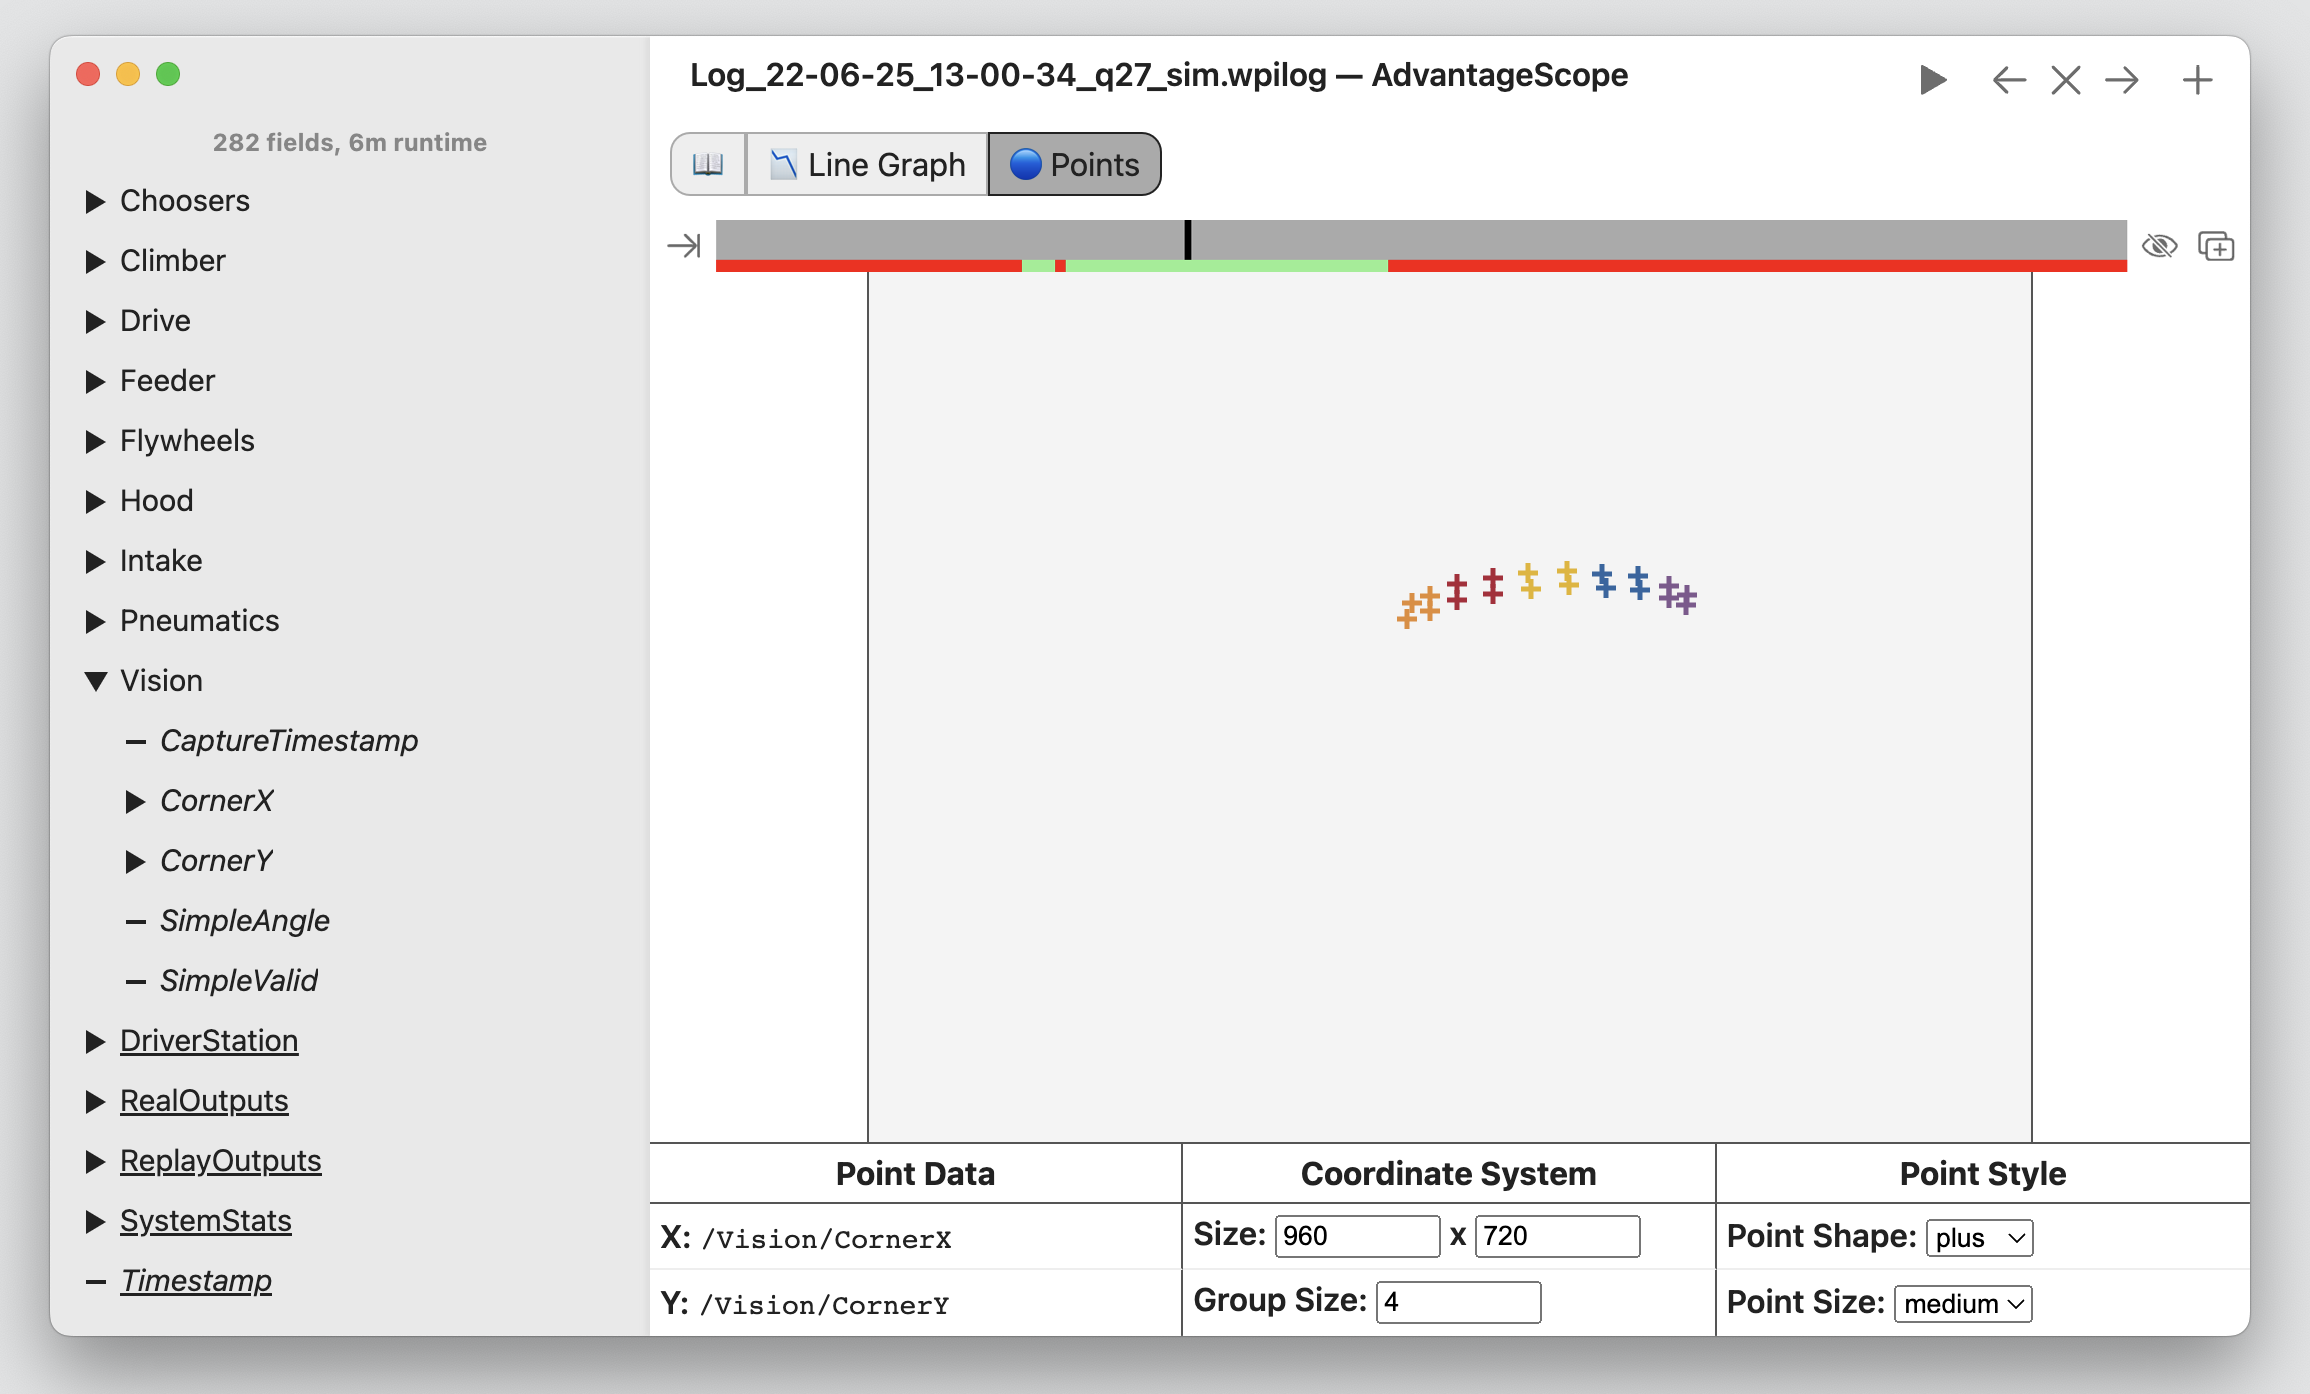 Log_22-06-25_13-00-34_q27_sim.wpilog — AdvantageScope
282 fields, 6m runtime
Choosers
Climber
Drive
Feeder
Flywheels
Hood
Intake
Pneumatics
Vision
CaptureTimestamp
CornerX
CornerY
SimpleAngle
SimpleValid
DriverStation
RealOutputs
ReplayOutputs
SystemStats
Timestamp
Line Graph
Points
Point Data
Coordinate System
Point Style
X: /Vision/CornerX
Size: 960 x 720
Point Shape: plus
Y: /Vision/CornerY
Group Size: 4
Point Size: medium